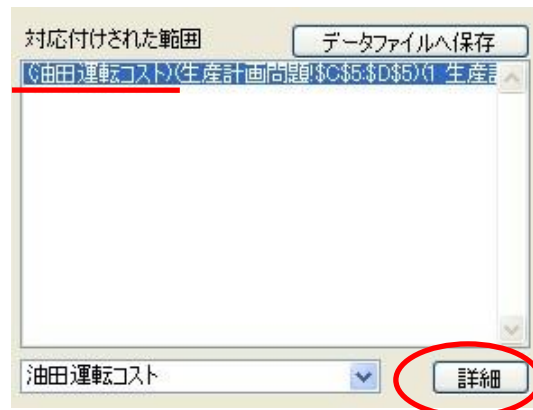 対応付けされた範囲
データファイルへ保存
(油田運転コスト)(生産計画問題!$C$5:$D$5)(1 生産
油田運転コスト
詳細